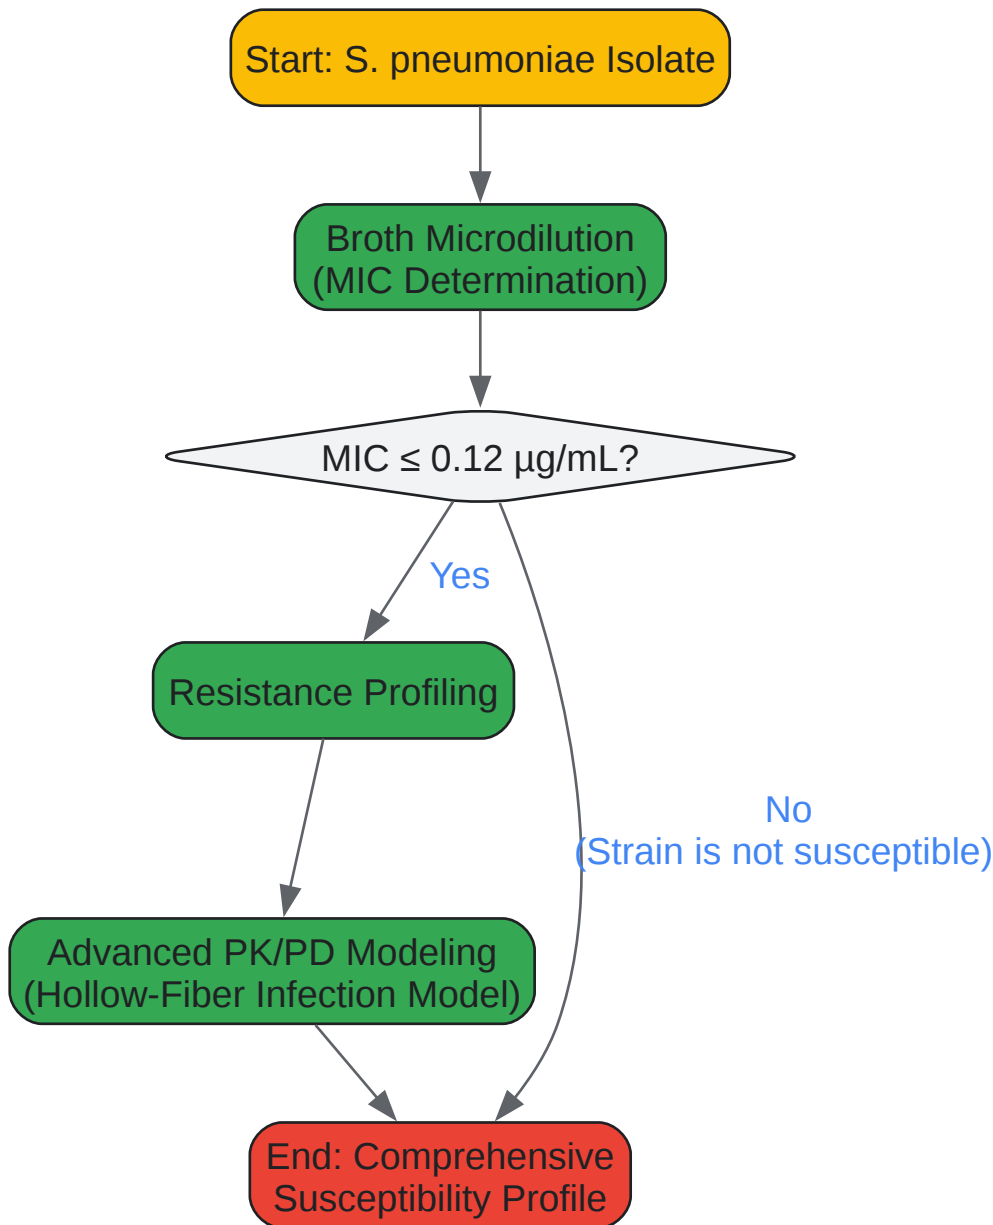 Start: S. pneumoniae Isolate
Broth Microdilution
(MIC Determination)
MIC ≤ 0.12 µg/mL?
Yes
Resistance Profiling
No
(Strain is not susceptible)
Advanced PK/PD Modeling
(Hollow-Fiber Infection Model)
End: Comprehensive
Susceptibility Profile